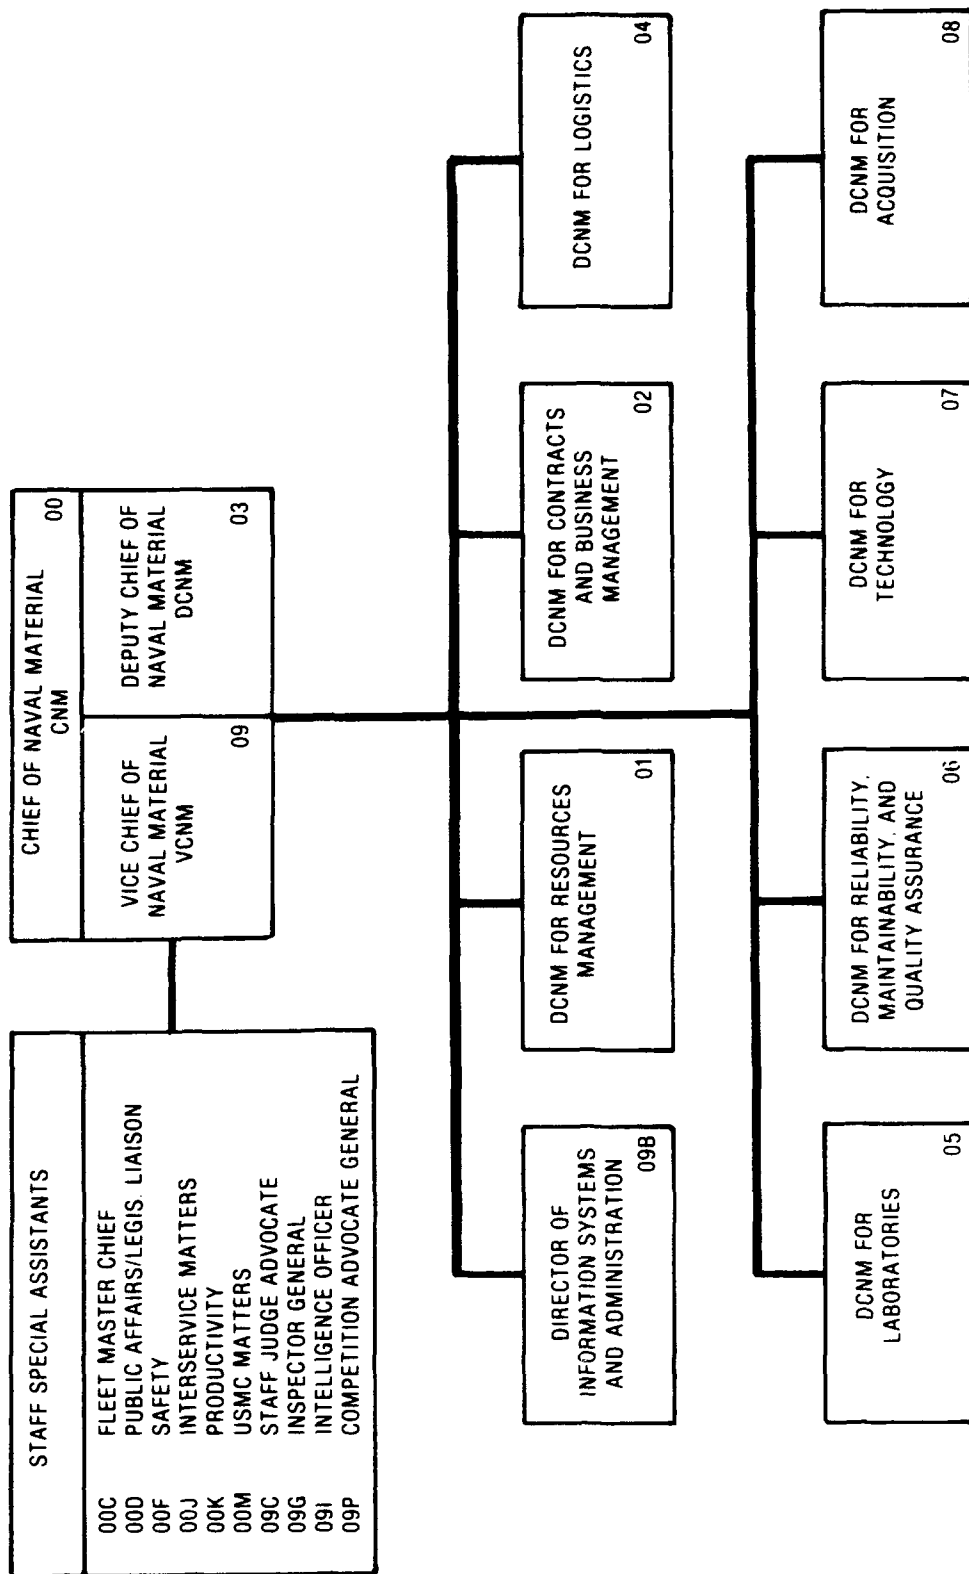 STAFF SPECIAL ASSISTANTS
00C FLEET MASTER CHIEF
00D PUBLIC AFFAIRS/LEGIS. LIAISON
00F SAFETY
00J INTERSERVICE MATTERS
00K PRODUCTIVITY
00M USMC MATTERS
09C STAFF JUDGE ADVOCATE
09G INSPECTOR GENERAL
09I INTELLIGENCE OFFICER
09P COMPETITION ADVOCATE GENERAL
CHIEF OF NAVAL MATERIAL
CNM
00
VICE CHIEF OF
NAVAL MATERIAL
VCNM
09
DEPUTY CHIEF OF
NAVAL MATERIAL
DCNM
03
DIRECTOR OF
INFORMATION SYSTEMS
AND ADMINISTRATION
09B
DCNM FOR RESOURCES
MANAGEMENT
01
DCNM FOR CONTRACTS
AND BUSINESS
MANAGEMENT
02
DCNM FOR LOGISTICS
04
DCNM FOR
LABORATORIES
05
DCNM FOR RELIABILITY,
MAINTAINABILITY, AND
QUALITY ASSURANCE
06
DCNM FOR
TECHNOLOGY
07
DCNM FOR
ACQUISITION
08